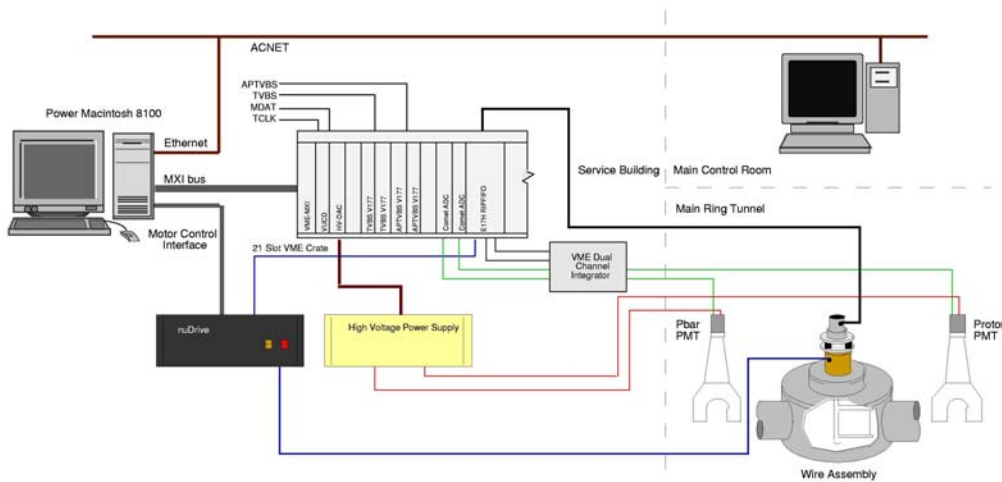 ACNET
APTVBS
TVBS
MDAT
TCLK
Power Macintosh 8100
Ethernet
MXI bus
Motor Control
Interface
VME-MXI
VUCD
HV-DAC
TVBS V177
TVBS V177
APTVBS V177
APTVBS V177
Comet ADC
Comet ADC
E17H RIPFIFO
21 Slot VME Crate
Service Building
Main Control Room
Main Ring Tunnel
VME Dual
Channel
Integrator
nuDrive
High Voltage Power Supply
Pbar
PMT
Proton
PMT
Wire Assembly